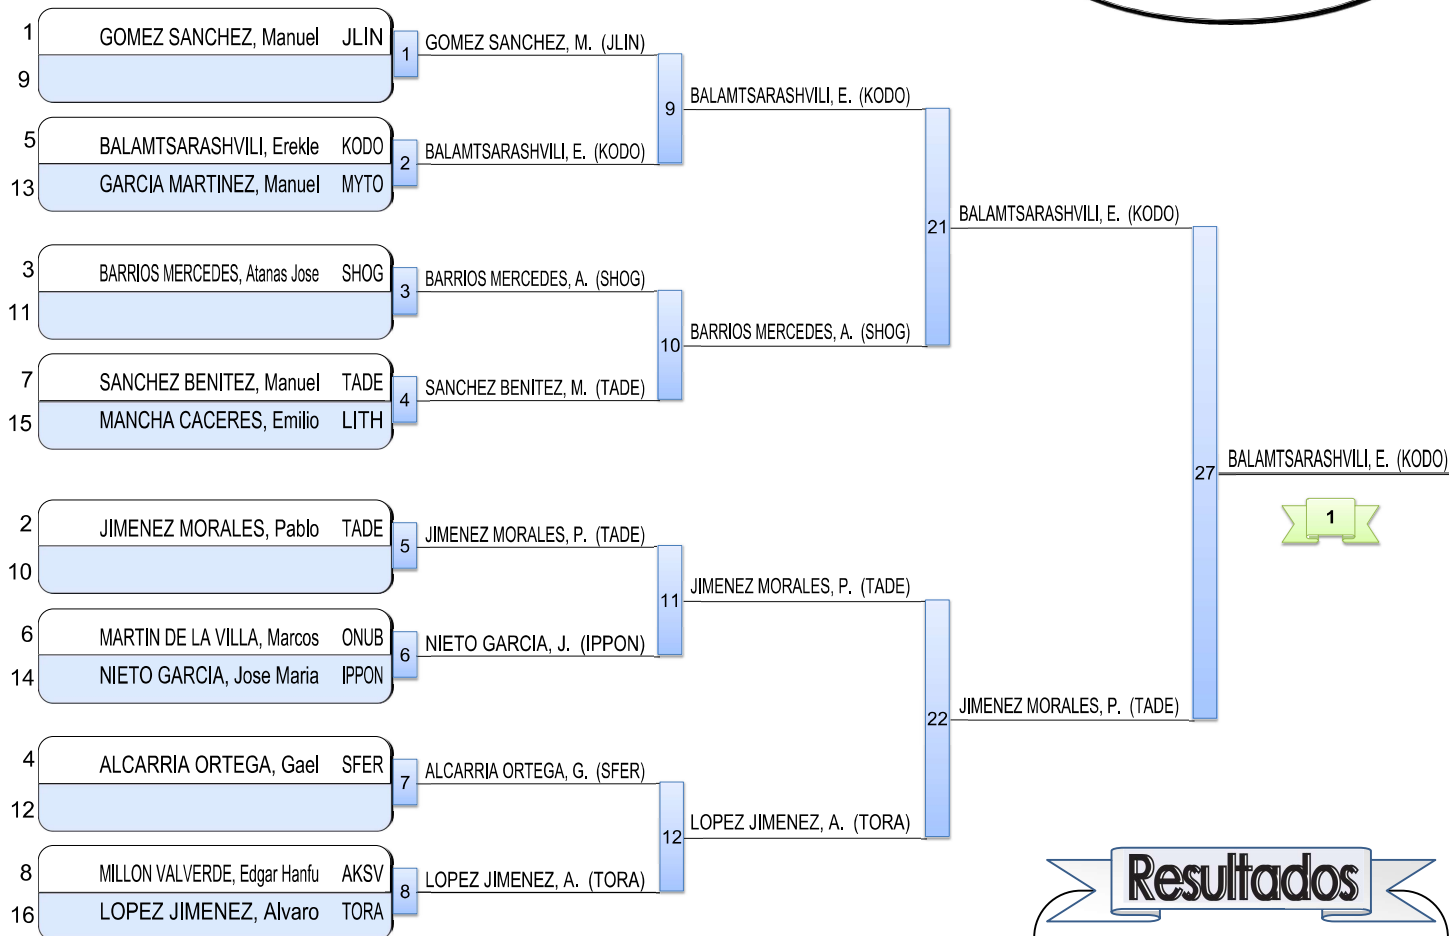 1 GOMEZ SANCHEZ, Manuel JLIN
9
1 GOMEZ SANCHEZ, M. (JLIN)
9 BALAMTSARASHVILI, E. (KODO)
5 BALAMTSARASHVILI, Erekle KODO
13 GARCIA MARTINEZ, Manuel MYTO
2 BALAMTSARASHVILI, E. (KODO)
21 BALAMTSARASHVILI, E. (KODO)
3 BARRIOS MERCEDES, Atanas Jose SHOG
11
3 BARRIOS MERCEDES, A. (SHOG)
10 BARRIOS MERCEDES, A. (SHOG)
7 SANCHEZ BENITEZ, Manuel TADE
15 MANCHA CACERES, Emilio LITH
4 SANCHEZ BENITEZ, M. (TADE)
27 BALAMTSARASHVILI, E. (KODO)
1
2 JIMENEZ MORALES, Pablo TADE
10
5 JIMENEZ MORALES, P. (TADE)
11 JIMENEZ MORALES, P. (TADE)
6 MARTIN DE LA VILLA, Marcos ONUB
14 NIETO GARCIA, Jose Maria IPPON
6 NIETO GARCIA, J. (IPPON)
22 JIMENEZ MORALES, P. (TADE)
4 ALCARRIA ORTEGA, Gael SFER
12
7 ALCARRIA ORTEGA, G. (SFER)
12 LOPEZ JIMENEZ, A. (TORA)
8 MILLON VALVERDE, Edgar Hanfu AKSV
16 LOPEZ JIMENEZ, Alvaro TORA
8 LOPEZ JIMENEZ, A. (TORA)
Resultados